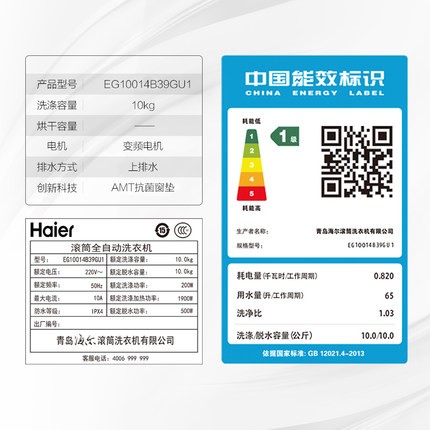 产品型号 EG10014B39GU1
洗涤容量 10kg
烘干容量 ——
电机 变频电机
排水方式 上排水
创新科技 AMT抗菌窗垫
Haier
15
CCC
滚筒全自动洗衣机
型号: EG10014B39GU1 额定洗涤容量: 10.0kg
额定电压: 220V～ 额定脱水容量: 10.0kg
额定频率: 50Hz 额定洗涤功率: 200W
最大电流: 10A 额定洗涤加热功率: 1900W
防水等级: IPX4 额定脱水功率: 500W
出厂编号:
青岛海尔滚筒洗衣机有限公司
客服电话: 4006 999 999
中国能效标识
CHINA ENERGY LABEL
耗能低
1
2
3
4
5
耗能高
1级
生产者名称: 青岛海尔滚筒洗衣机有限公司
规格型号: EG10014B39GU1
耗电量(千瓦时/工作周期) 0.820
用水量(升/工作周期) 65
洗净比 1.03
洗涤/脱水容量(公斤) 10.0/10.0
依据国家标准: GB 12021.4-2013